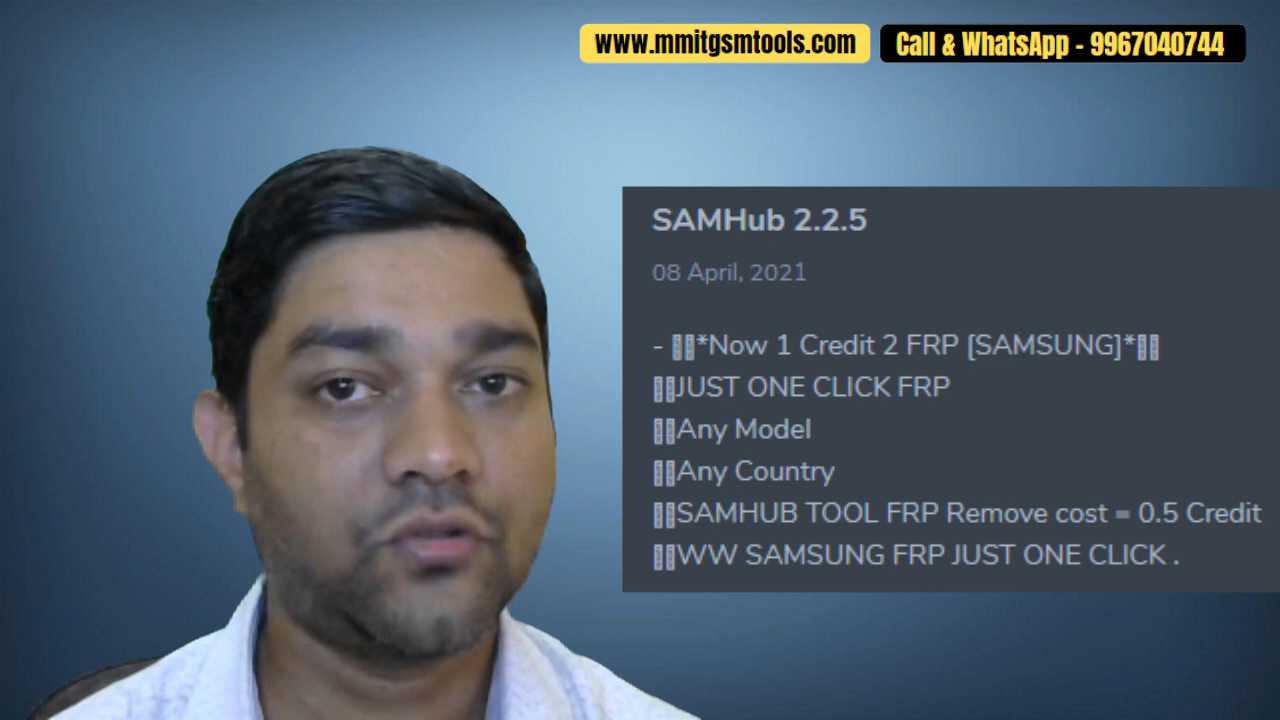 www.mmitgsmtools.com
Call & WhatsApp - 9967040744
SAMHub 2.2.5
08 April, 2021
- ▯▯*Now 1 Credit 2 FRP [SAMSUNG]*▯▯
▯▯JUST ONE CLICK FRP
▯▯Any Model
▯▯Any Country
▯▯SAMHUB TOOL FRP Remove cost = 0.5 Credit
▯▯WW SAMSUNG FRP JUST ONE CLICK .